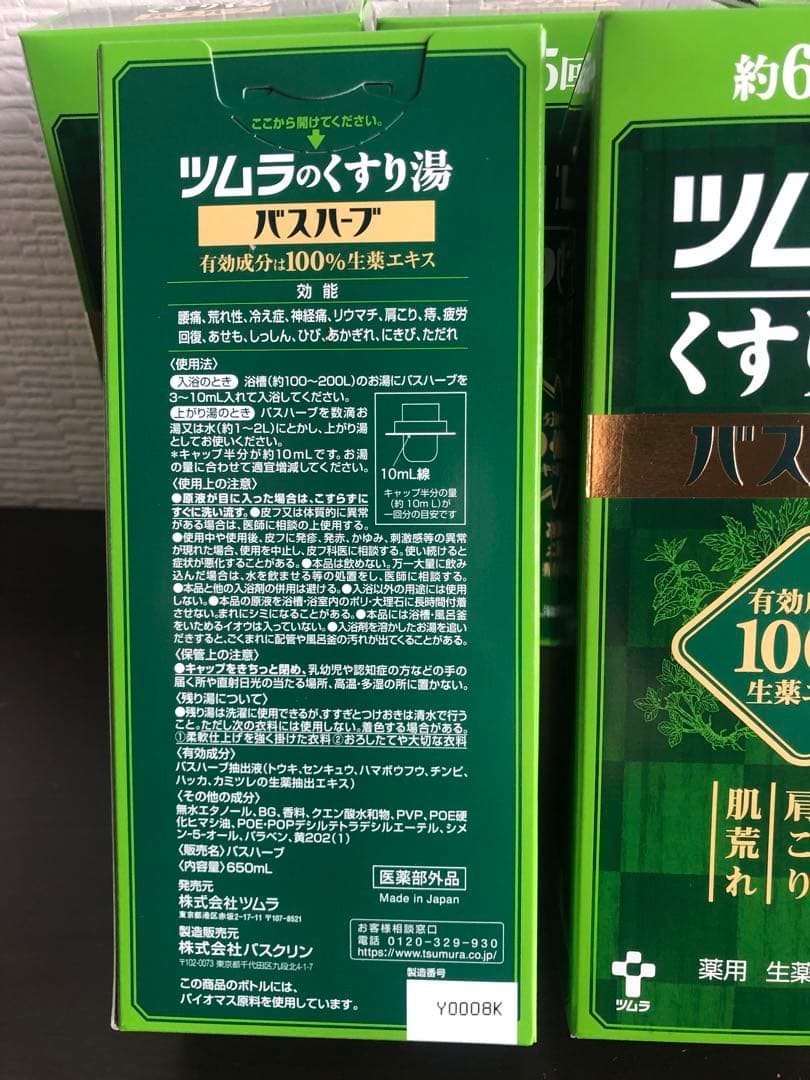 ここから開けてください。
ツムラのくすり湯
バスハーブ
有効成分は100%生薬エキス
効能
腰痛、荒れ性、冷え症、神経痛、リウマチ、肩こり、痔、疲労
回復、あせも、しっしん、ひび、あかぎれ、にきび、ただれ
〈使用法〉
入浴のとき 浴槽(約100~200L)のお湯にバスハーブを
3~10mL入れて入浴してください。
上がり湯のとき バスハーブを数滴お
湯又は水(約1~2L)にとかし、上がり湯
としてお使いください。
*キャップ半分が約10mLです。お湯
の量に合わせて適宜増減してください。
10mL線
キャップ半分の量
(約10mL)が
一回分の目安です
〈使用上の注意〉
●原液が目に入った場合は、こすらずに
すぐに洗い流す。●皮フ又は体質的に異常
がある場合は、医師に相談の上使用する。
●使用中や使用後、皮フに発疹、発赤、かゆみ、刺激感等の異常
が現れた場合、使用を中止し、皮フ科医に相談する。使い続けると
症状が悪化することがある。●本品は飲めない。万一大量に飲み
込んだ場合は、水を飲ませる等の処置をし、医師に相談する。
●本品と他の入浴剤の併用は避ける。●入浴以外の用途には使用
しない。●本品の原液を浴槽・浴室内のポリ・大理石に長時間付着
させない。まれにシミになることがある。●本品には浴槽・風呂釜
をいためるイオウは入っていない。●入浴剤を溶かしたお湯を追い
だきすると、ごくまれに配管や風呂釜の汚れが出てくることがある。
〈保管上の注意〉
●キャップをきちっと閉め、乳幼児や認知症の方などの手の
届く所や直射日光の当たる場所、高温・多湿の所に置かない。
〈残り湯について〉
●残り湯は洗濯に使用できるが、すすぎとつけおきは清水で行う
こと。ただし次の衣料には使用しない。着色する場合がある。
①柔軟仕上げを強く掛けた衣料 ②おろしたてや大切な衣料
〈有効成分〉
バスハーブ抽出液(トウキ、センキュウ、ハマボウフウ、チンピ、
ハッカ、カミツレの生薬抽出エキス)
〈その他の成分〉
無水エタノール、BG、香料、クエン酸水和物、PVP、POE硬
化ヒマシ油、POE・POPデシルテトラデシルエーテル、シメ
ン-5-オール、パラベン、黄202(1)
〈販売名〉バスハーブ
〈内容量〉650mL
医薬部外品
Made in Japan
発売元
株式会社ツムラ
東京都港区赤坂2-17-11 〒107-8521
製造販売元
株式会社バスクリン
〒102-0073 東京都千代田区九段北4-1-7
お客様相談窓口
電話 0120-329-930
https://www.tsumura.co.jp/
この商品のボトルには、
バイオマス原料を使用しています。
製造番号
Y0008K
5回
約6
ツム
くす
バス
有効成
100
生薬エ
肩こり
肌荒れ
ツムラ
薬用 生薬